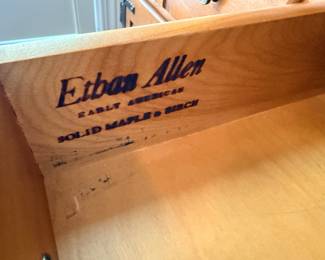 Ethan Allen
EARLY AMERICAN
SOLID MAPLE & BIRCH